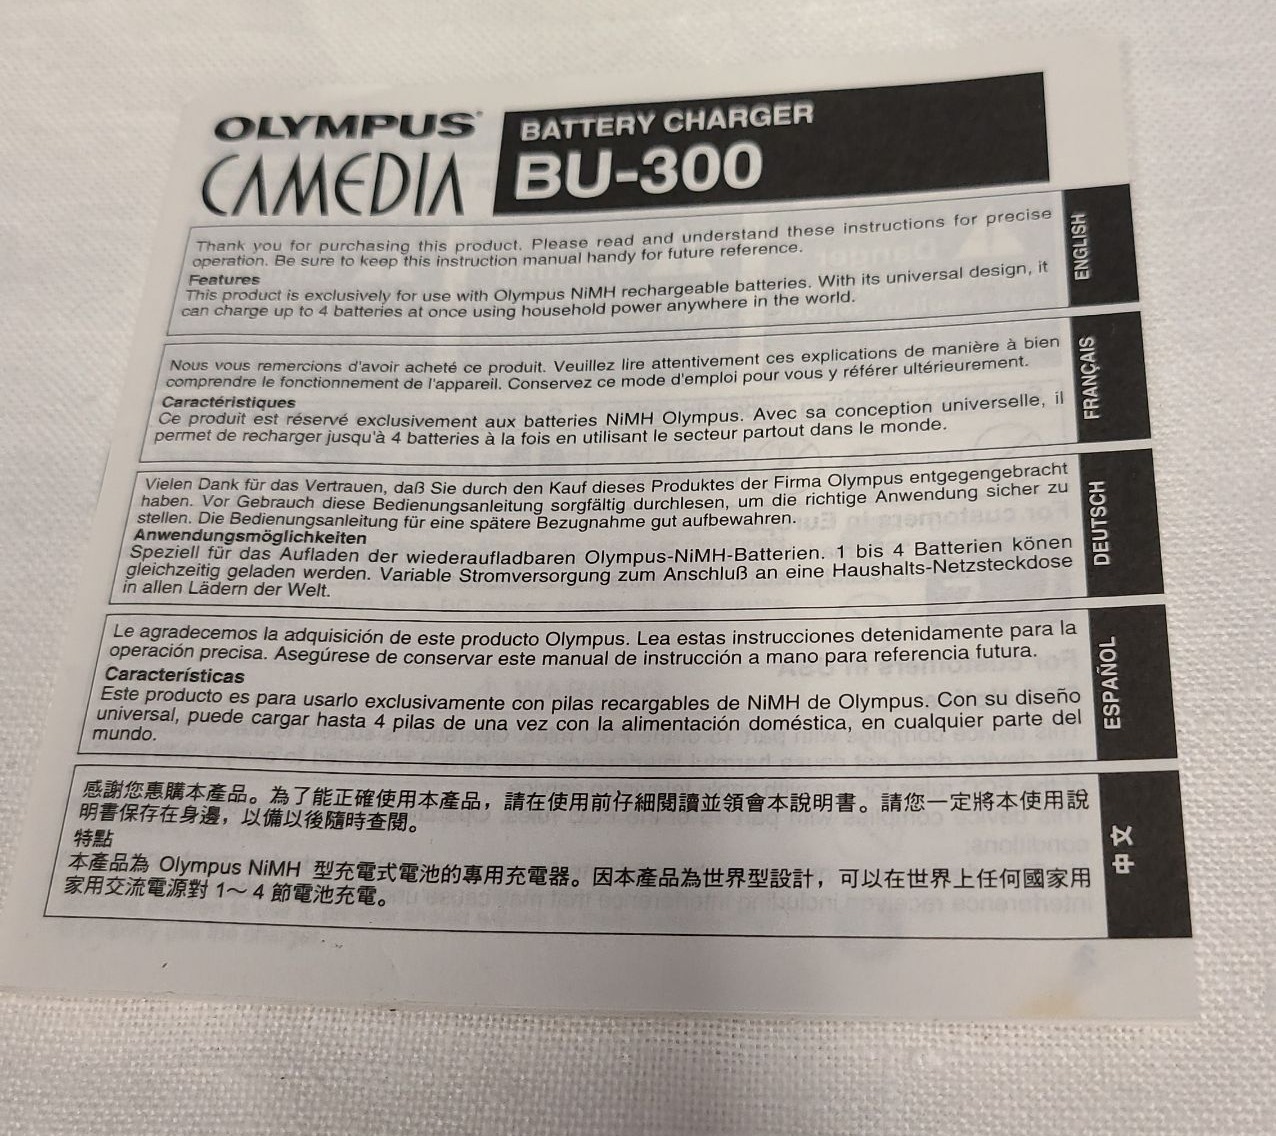 OLYMPUS
CAMEDIA
BATTERY CHARGER
BU-300
Thank you for purchasing this product. Please read and understand these instructions for precise
operation. Be sure to keep this instruction manual handy for future reference.
Features
This product is exclusively for use with Olympus NiMH rechargeable batteries. With its universal design, it
can charge up to 4 batteries at once using household power anywhere in the world.
ENGLISH
Nous vous remercions d'avoir acheté ce produit. Veuillez lire attentivement ces explications de manière à bien
comprendre le fonctionnement de l'appareil. Conservez ce mode d'emploi pour vous y référer ultérieurement.
Caractéristiques
Ce produit est réservé exclusivement aux batteries NiMH Olympus. Avec sa conception universelle, il
permet de recharger jusqu'à 4 batteries à la fois en utilisant le secteur partout dans le monde.
FRANÇAIS
Vielen Dank für das Vertrauen, daß Sie durch den Kauf dieses Produktes der Firma Olympus entgegengebracht
haben. Vor Gebrauch diese Bedienungsanleitung sorgfältig durchlesen, um die richtige Anwendung sicher zu
stellen. Die Bedienungsanleitung für eine spätere Bezugnahme gut aufbewahren.
Anwendungsmöglichkeiten
Speziell für das Aufladen der wiederaufladbaren Olympus-NiMH-Batterien. 1 bis 4 Batterien könen
gleichzeitig geladen werden. Variable Stromversorgung zum Anschluß an eine Haushalts-Netzsteckdose
in allen Lädern der Welt.
DEUTSCH
Le agradecemos la adquisición de este producto Olympus. Lea estas instrucciones detenidamente para la
operación precisa. Asegúrese de conservar este manual de instrucción a mano para referencia futura.
Características
Este producto es para usarlo exclusivamente con pilas recargables de NiMH de Olympus. Con su diseño
universal, puede cargar hasta 4 pilas de una vez con la alimentación doméstica, en cualquier parte del
mundo.
ESPAÑOL
感謝您惠購本產品。為了能正確使用本產品，請在使用前仔細閱讀並領會本說明書。請您一定將本使用說
明書保存在身邊，以備以後隨時查閱。
特點
本產品為 Olympus NiMH 型充電式電池的專用充電器。因本產品為世界型設計，可以在世界上任何國家用
家用交流電源對 1～4 節電池充電。
中文